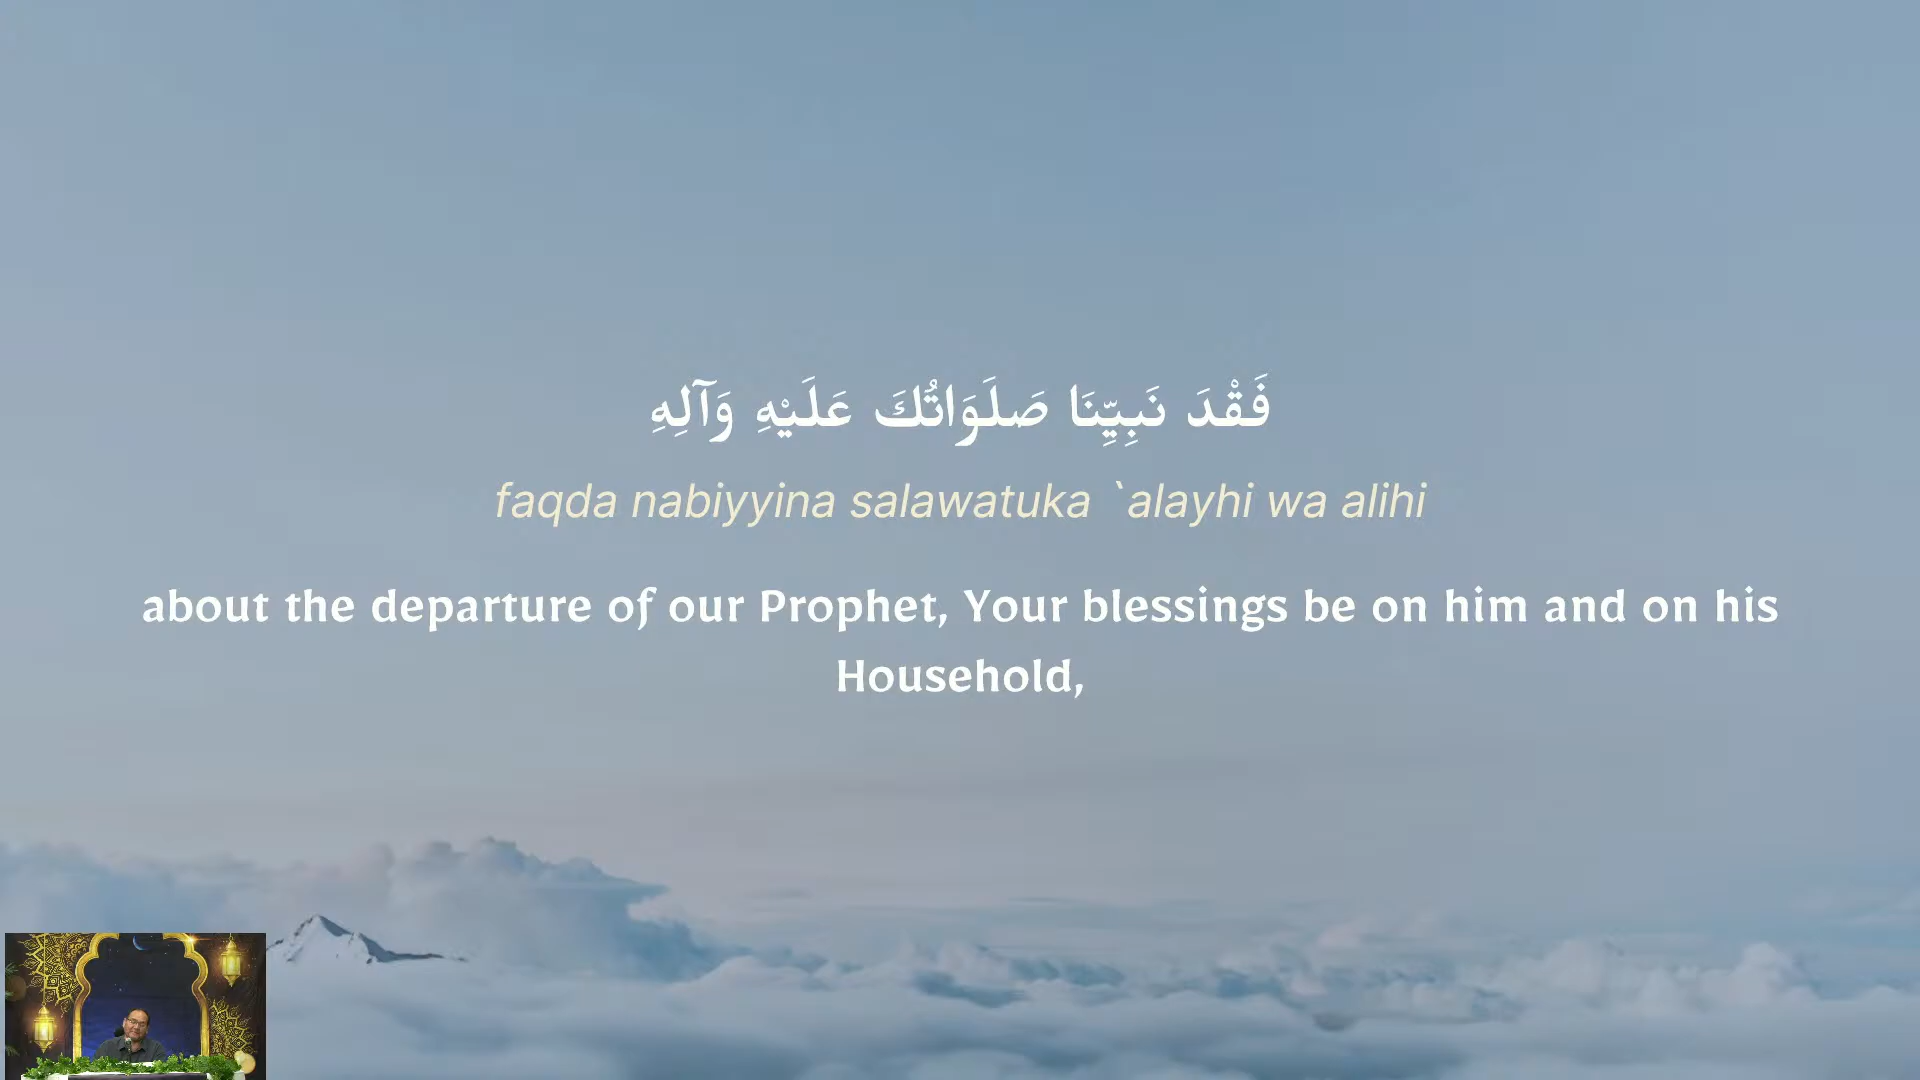 فَقْدَ نَبِيِّنَا صَلَوَاتُكَ عَلَيْهِ وَآلِهِ
faqda nabiyyina salawatuka `alayhi wa alihi
about the departure of our Prophet, Your blessings be on him and on his
Household,